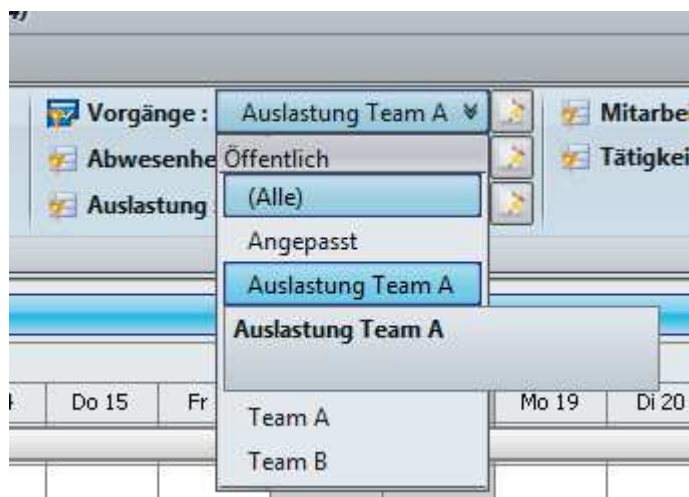 Vorgänge : Auslastung Team A Mitarbe
Abwesenhe Öffentlich Tätigkei
Auslastung (Alle)
Angepasst
Auslastung Team A
Auslastung Team A
Do 15 Fr Mo 19 Di 20
Team A
Team B